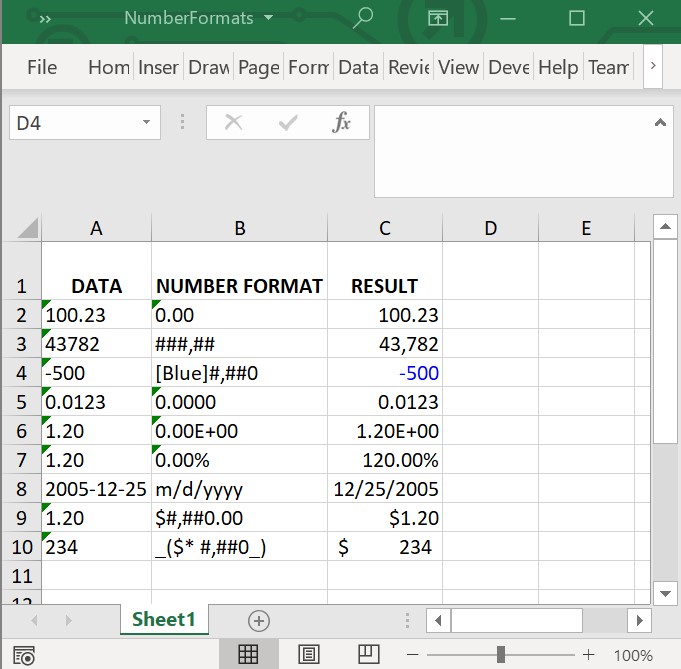 ›› NumberFormats
File Hom Inser Draw Page Form Data Revie View Deve Help Team ›
D4 fx
A B C D E
1 DATA NUMBER FORMAT RESULT
2 100.23 0.00 100.23
3 43782 ###,## 43,782
4 -500 [Blue]#,##0 -500
5 0.0123 0.0000 0.0123
6 1.20 0.00E+00 1.20E+00
7 1.20 0.00% 120.00%
8 2005-12-25 m/d/yyyy 12/25/2005
9 1.20 $#,##0.00 $1.20
10 234 _($* #,##0_) $ 234
11
12
Sheet1
100%